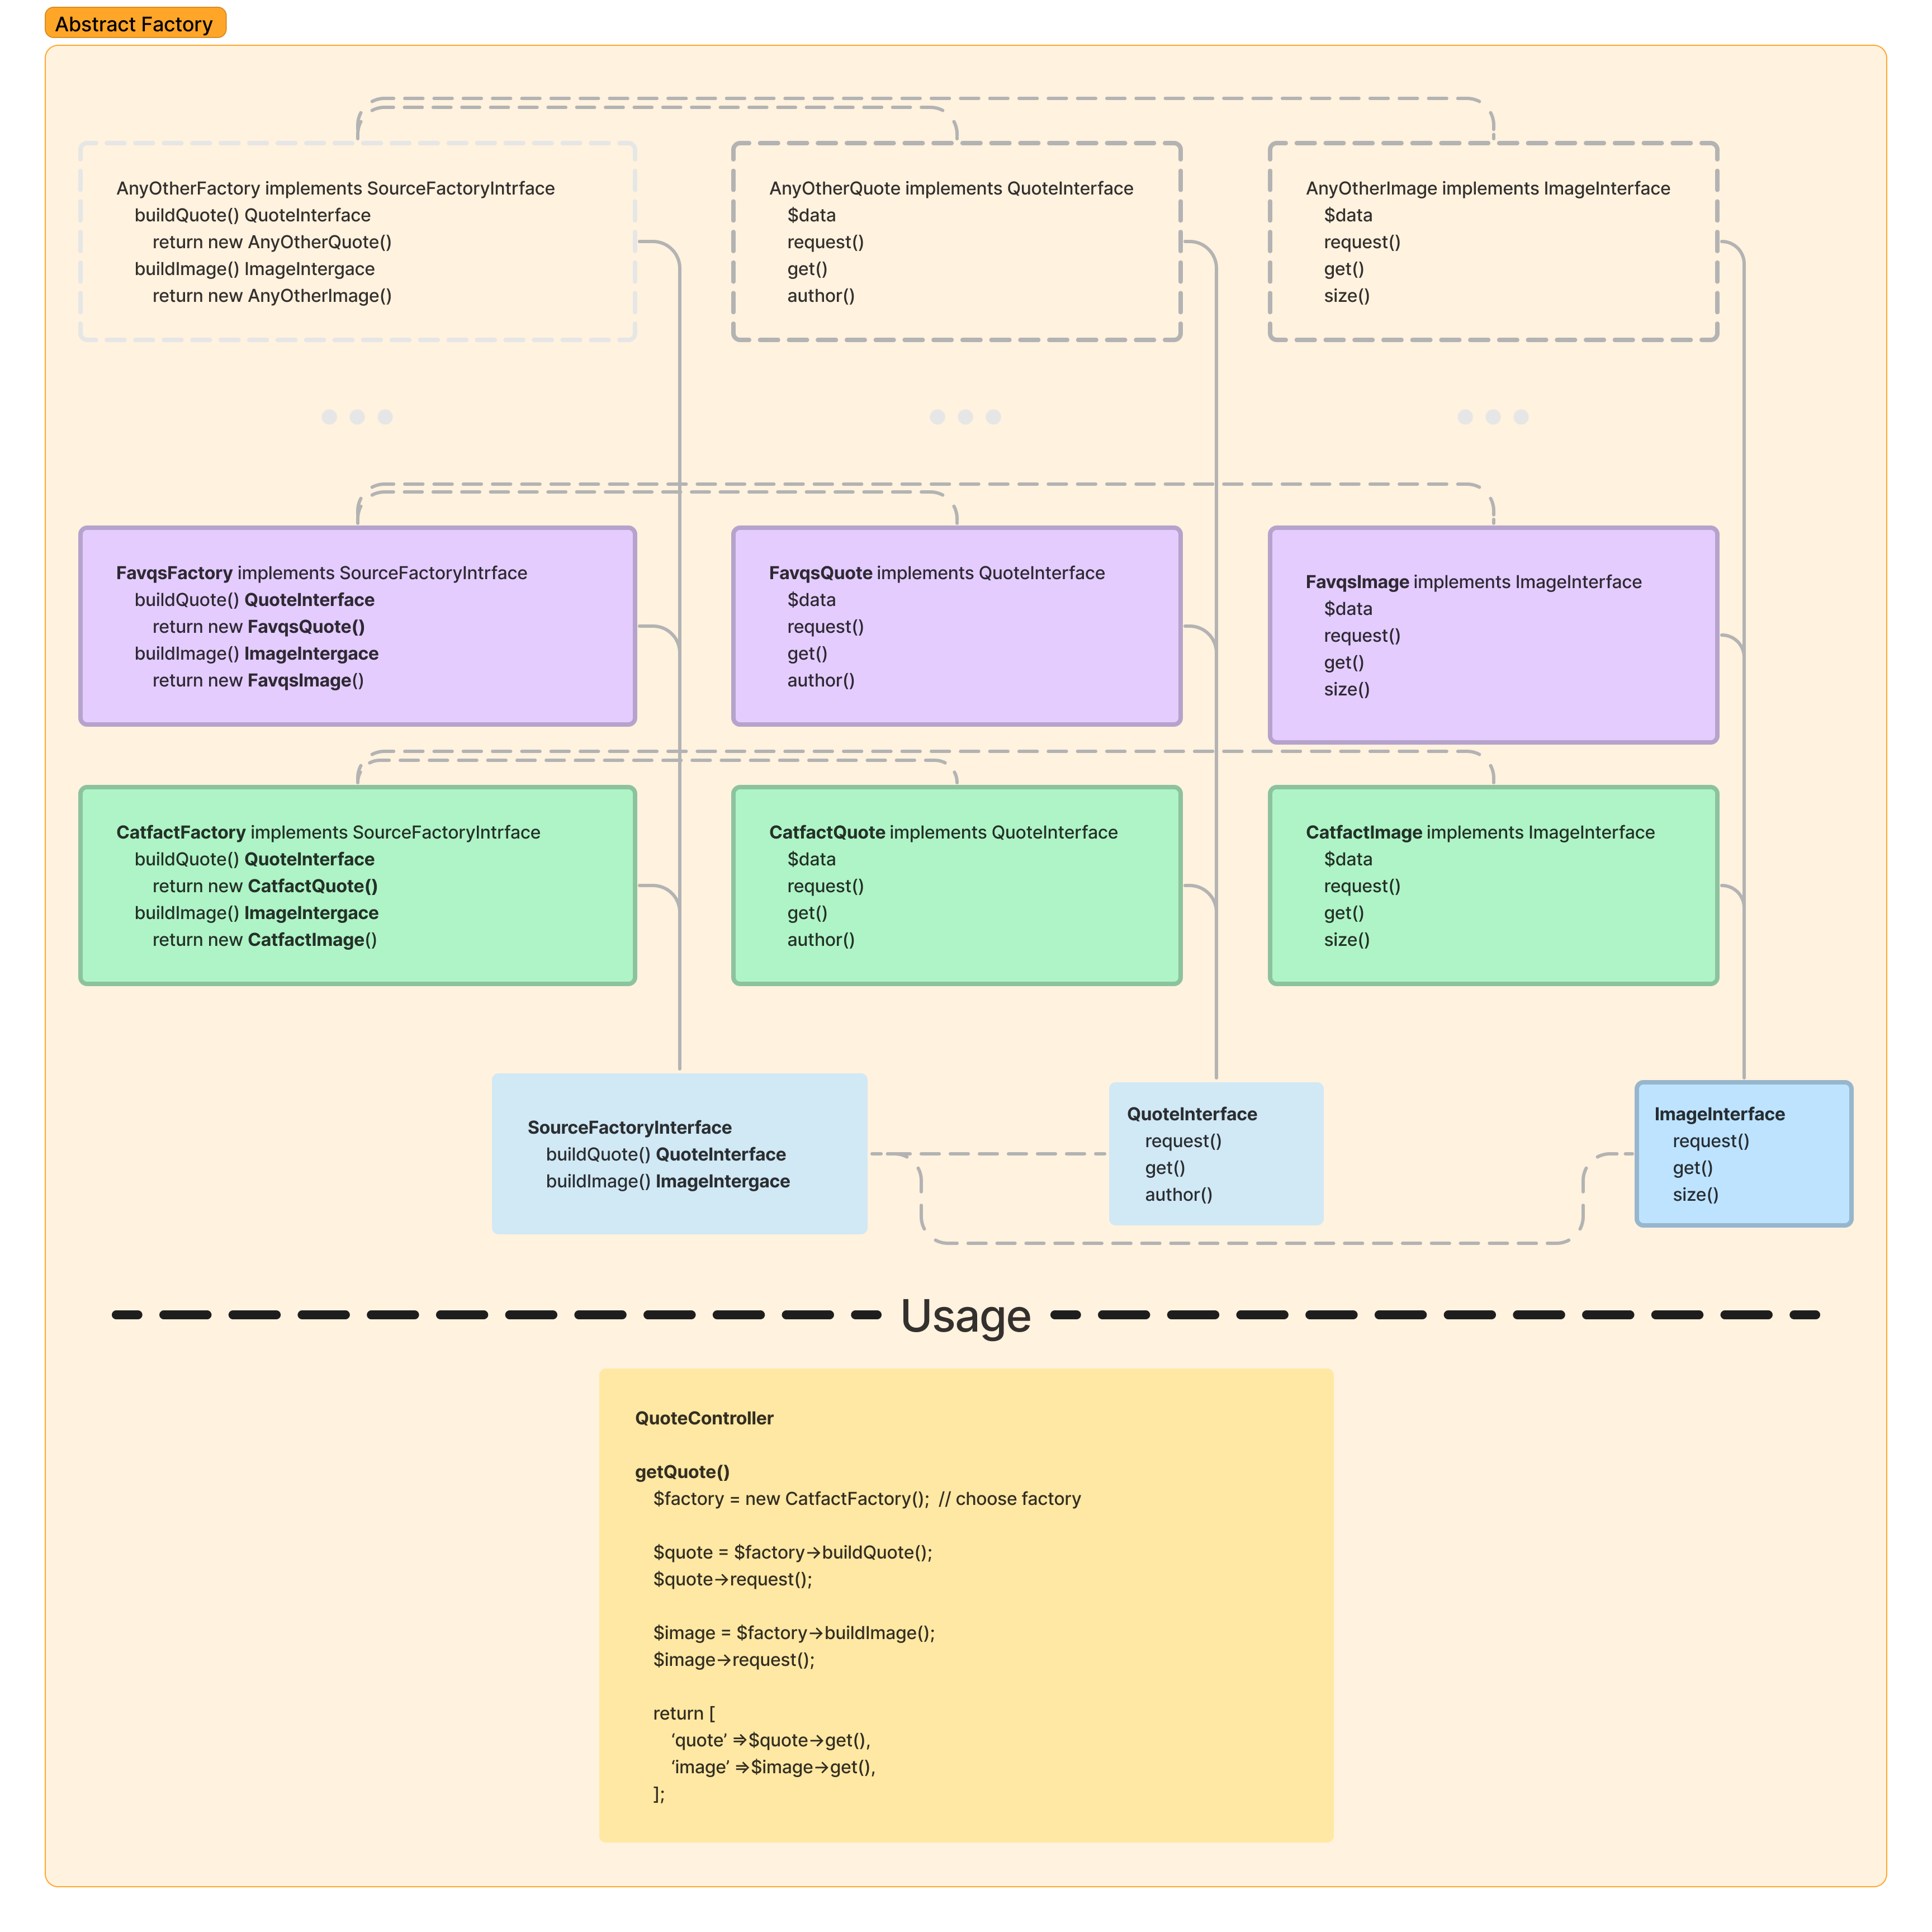 Abstract Factory
AnyOtherFactory implements SourceFactoryIntrface
buildQuote() QuoteInterface
return new AnyOtherQuote()
buildImage() ImageIntergace
return new AnyOtherImage()
AnyOtherQuote implements QuoteInterface
$data
request()
get()
author()
AnyOtherImage implements ImageInterface
$data
request()
get()
size()
FavqsFactory implements SourceFactoryIntrface
buildQuote() QuoteInterface
return new FavqsQuote()
buildImage() ImageIntergace
return new FavqsImage()
FavqsQuote implements QuoteInterface
$data
request()
get()
author()
FavqsImage implements ImageInterface
$data
request()
get()
size()
CatfactFactory implements SourceFactoryIntrface
buildQuote() QuoteInterface
return new CatfactQuote()
buildImage() ImageIntergace
return new CatfactImage()
CatfactQuote implements QuoteInterface
$data
request()
get()
author()
CatfactImage implements ImageInterface
$data
request()
get()
size()
SourceFactoryInterface
buildQuote() QuoteInterface
buildImage() ImageIntergace
QuoteInterface
request()
get()
author()
ImageInterface
request()
get()
size()
Usage
QuoteController
getQuote()
$factory = new CatfactFactory(); // choose factory
$quote = $factory→buildQuote();
$quote→request();
$image = $factory→buildImage();
$image→request();
return [
‘quote’ ⇒$quote→get(),
‘image’ ⇒$image→get(),
];